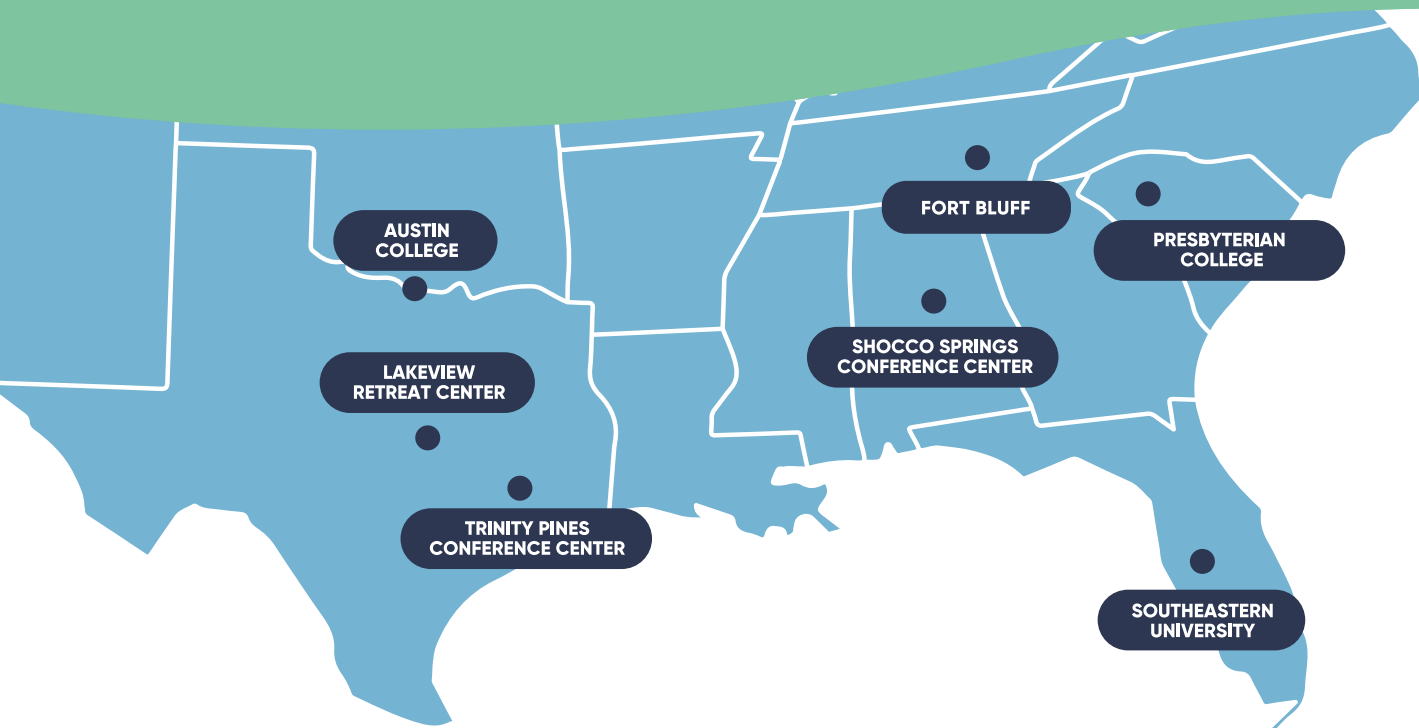 FORT BLUFF
AUSTIN
COLLEGE
PRESBYTERIAN
COLLEGE
SHOCCO SPRINGS
CONFERENCE CENTER
LAKEVIEW
RETREAT CENTER
TRINITY PINES
CONFERENCE CENTER
SOUTHEASTERN
UNIVERSITY